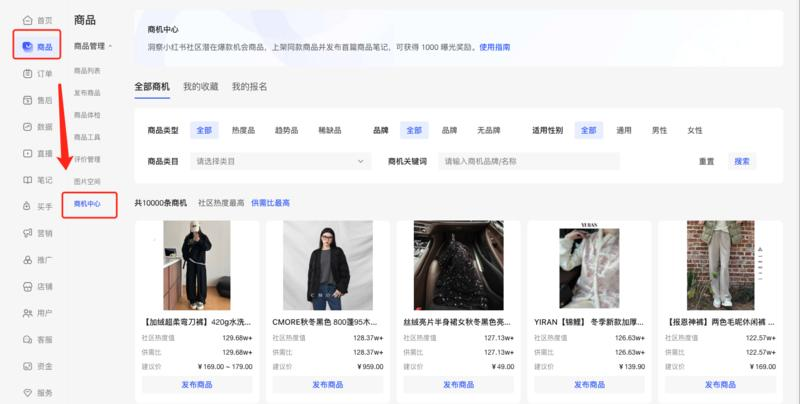 首页
商品
订单
售后
数据
直播
笔记
买手
营销
推广
店铺
用户
客服
资金
服务
商品
商品管理
商品列表
发布商品
商品体检
商品工具
评价管理
图片空间
商机中心
商机中心
洞察小红书社区潜在爆款机会商品，上架同款商品并发布首篇商品笔记，可获得 1000 曝光奖励。使用指南
全部商机 我的收藏 我的报名
商品类型 全部 热度品 趋势品 稀缺品 品牌 全部 品牌 无品牌 适用性别 全部 通用 男性 女性
商品类目 请选择类目 商机关键词 请输入商机品牌/名称 重置 搜索
共10000条商机 社区热度最高 供需比最高
CMOR
YIRAN
【加绒超柔弯刀裤】420g水洗...
社区热度值 129.68w+
供需比 129.68w+
建议价 ¥169.00 ~ 179.00
发布商品
CMORE秋冬黑色 800蓬95木...
社区热度值 128.37w+
供需比 128.37w+
建议价 ¥959.00
发布商品
丝绒亮片半身裙女秋冬黑色亮...
社区热度值 127.13w+
供需比 127.13w+
建议价 ¥49.00
发布商品
YIRAN【锦鲤】 冬季新款加厚...
社区热度值 126.63w+
供需比 126.63w+
建议价 ¥139.90
发布商品
【报恩神裤】两色毛呢休闲裤 ...
社区热度值 122.57w+
供需比 122.57w+
建议价 ¥169.00
发布商品